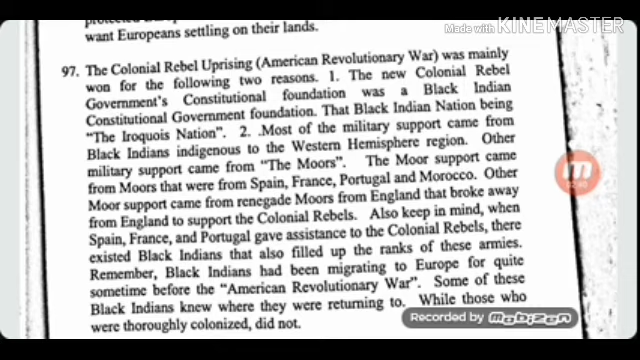 Made with KINEMASTER
want Europeans settling on their lands.
97. The Colonial Rebel Uprising (American Revolutionary War) was mainly
won for the following two reasons. 1. The new Colonial Rebel
Government's Constitutional foundation was a Black Indian
Constitutional Government foundation. That Black Indian Nation being
"The Iroquois Nation". 2. .Most of the military support came from
Black Indians indigenous to the Western Hemisphere region. Other
military support came from "The Moors". The Moor support came
from Moors that were from Spain, France, Portugal and Morocco. Other
Moor support came from renegade Moors from England that broke away
from England to support the Colonial Rebels. Also keep in mind, when
Spain, France, and Portugal gave assistance to the Colonial Rebels, there
existed Black Indians that also filled up the ranks of these armies.
Remember, Black Indians had been migrating to Europe for quite
sometime before the "American Revolutionary War". Some of these
Black Indians knew where they were returning to. While those who
were thoroughly colonized, did not.
Recorded by Mobizen